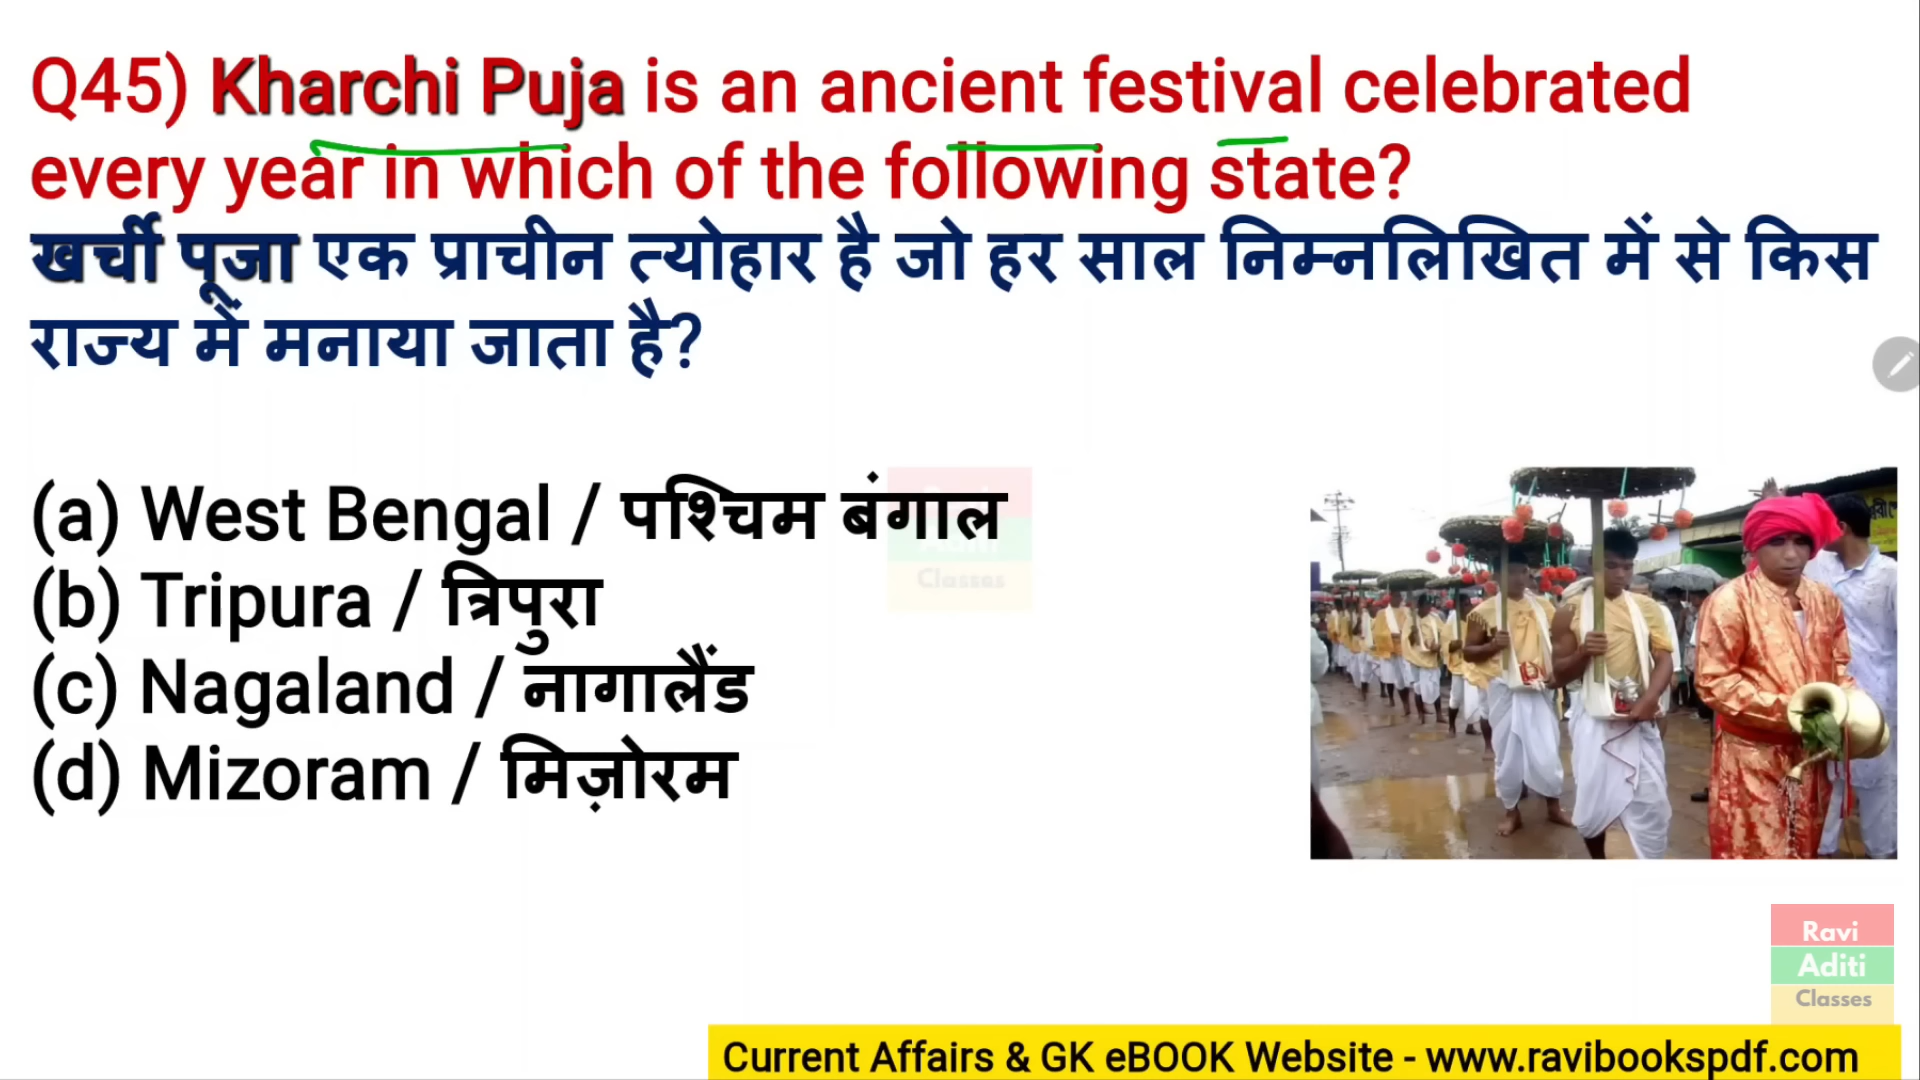 Q45) Kharchi Puja is an ancient festival celebrated
every year in which of the following state?
खर्ची पूजा एक प्राचीन त्योहार है जो हर साल निम्नलिखित में से किस
राज्य में मनाया जाता है?
(a) West Bengal / पश्चिम बंगाल
(b) Tripura / त्रिपुरा
(c) Nagaland / नागालैंड
(d) Mizoram / मिज़ोरम
Classes
Ravi
Aditi
Classes
Current Affairs & GK eBOOK Website - www.ravibookspdf.com